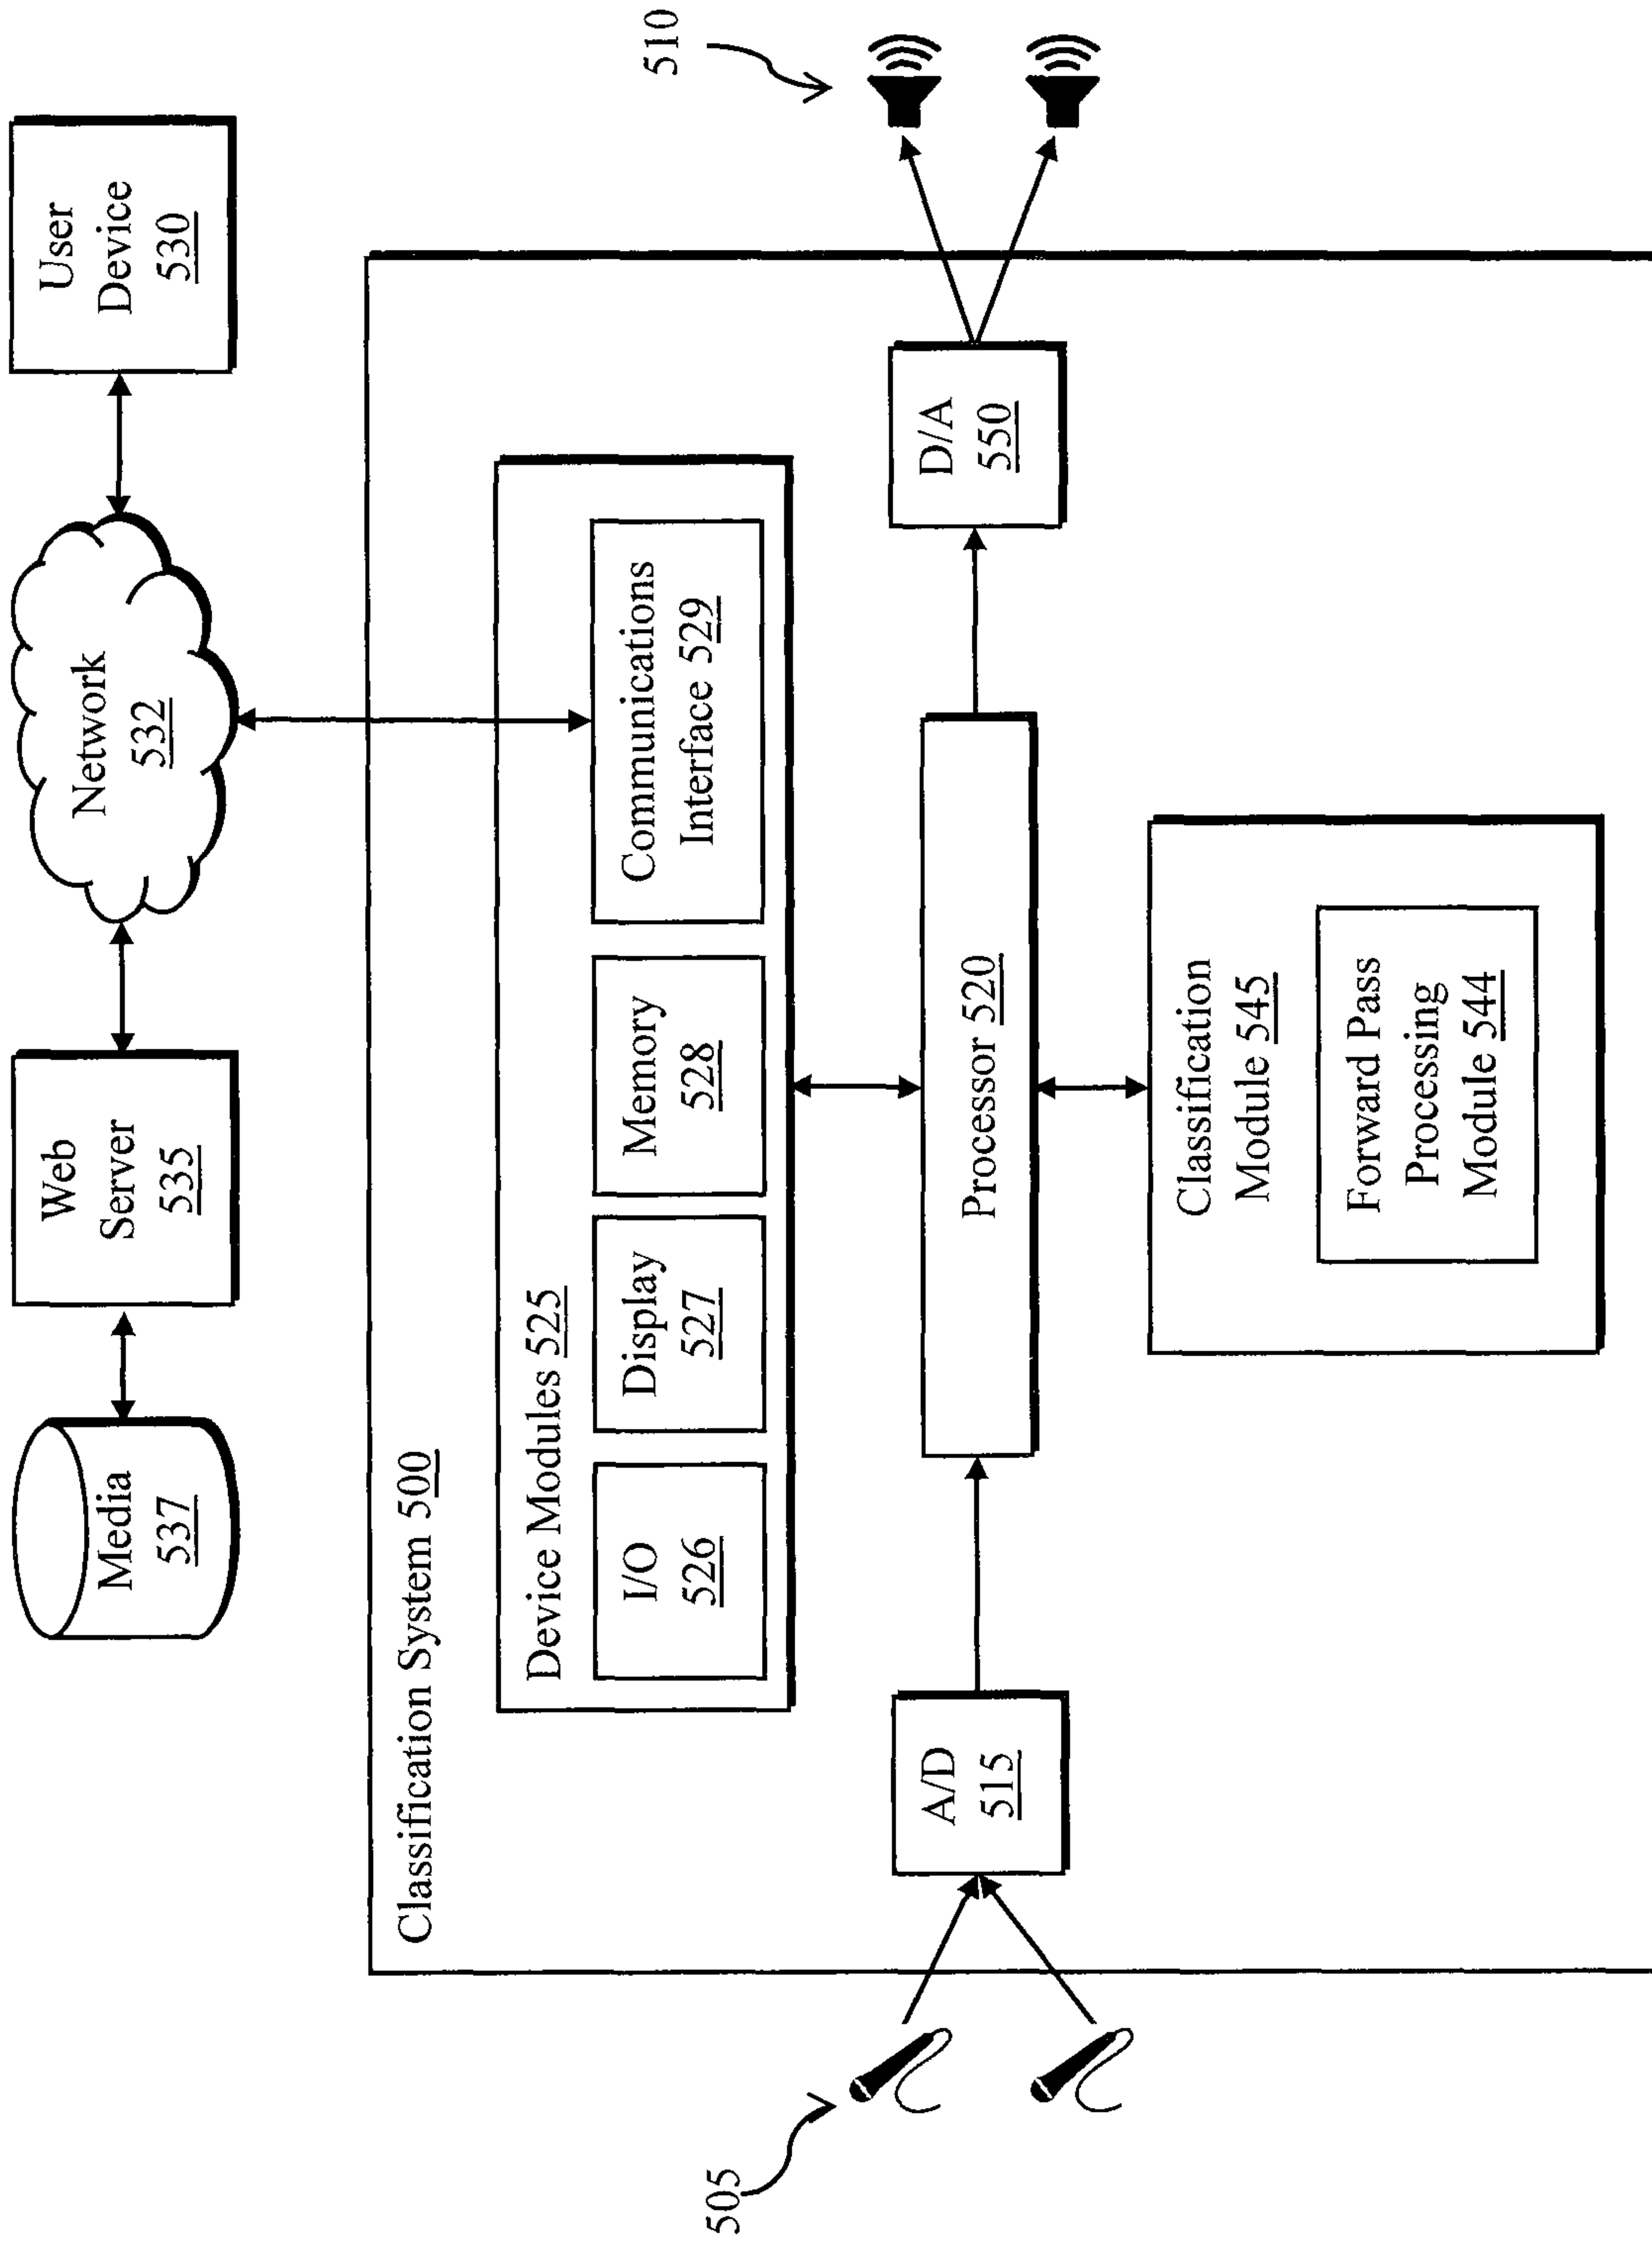 Media
537
Web
Server
535
Network
532
User
Device
530
Classification System 500
Device Modules 525
I/O
526
Display
527
Memory
528
Communications
Interface 529
505
510
A/D
515
Processor 520
D/A
550
Classification
Module 545
Forward Pass
Processing
Module 544